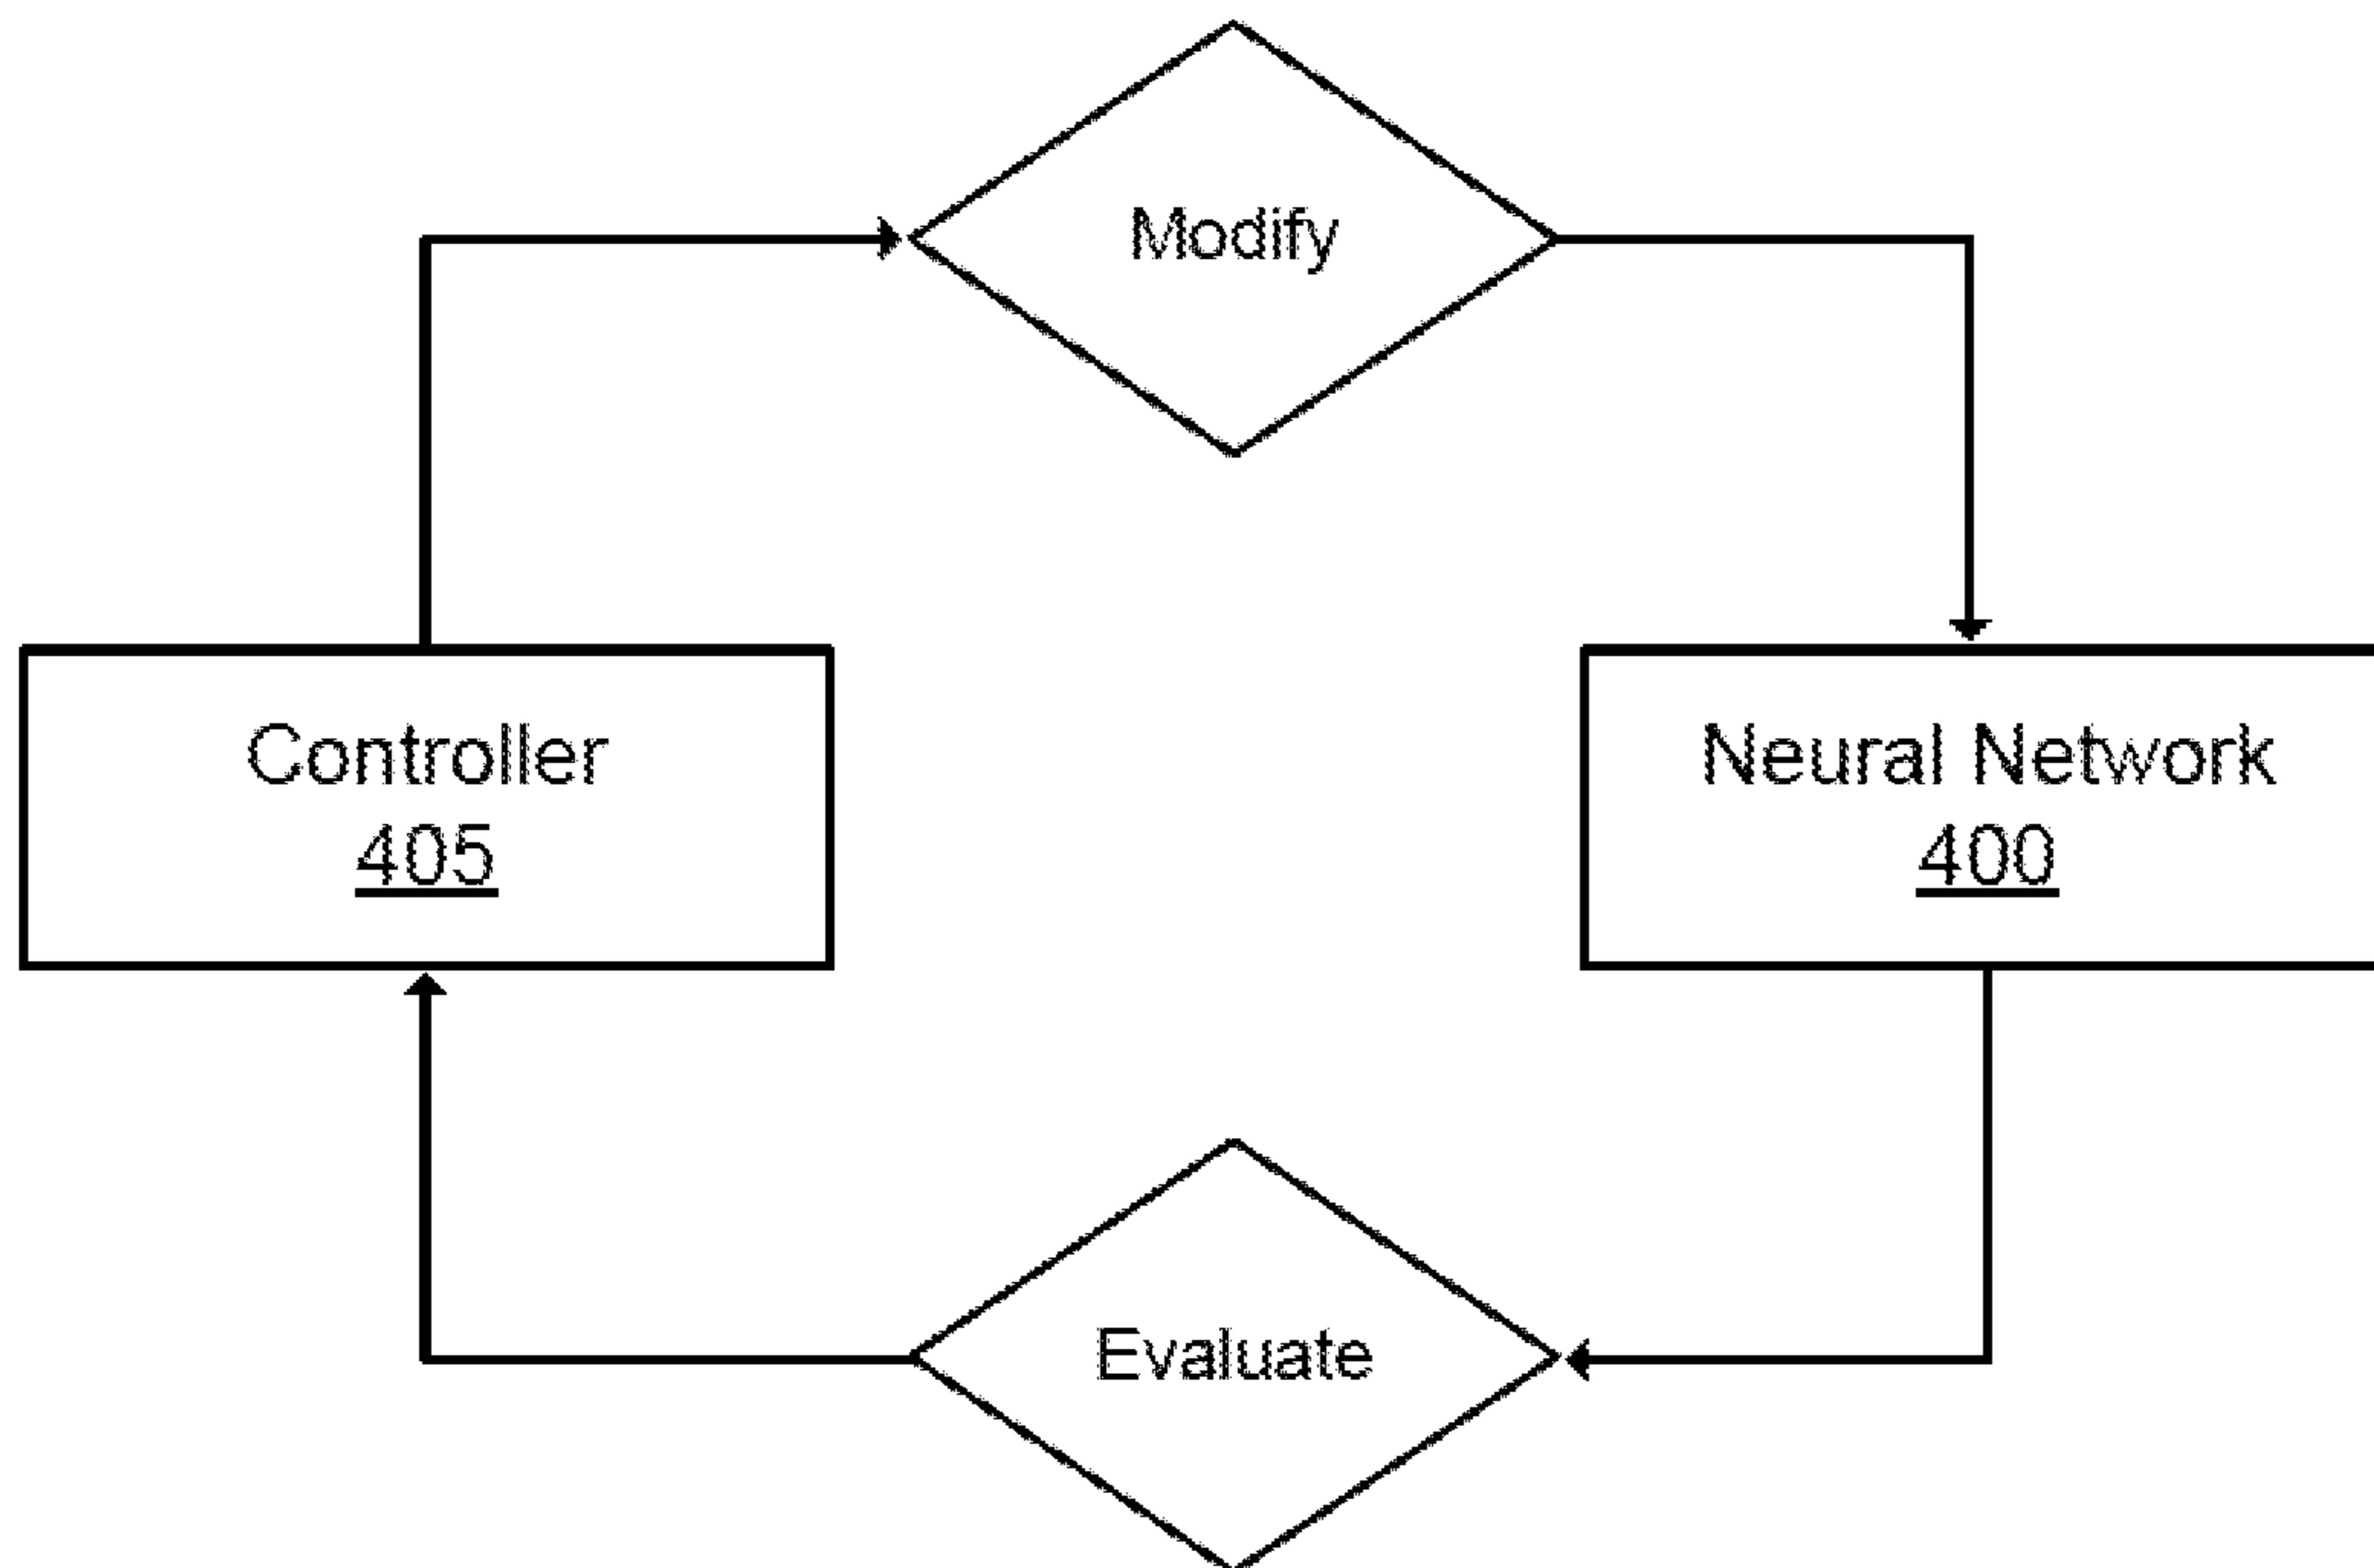 Modify
Controller
405
Neural Network
400
Evaluate